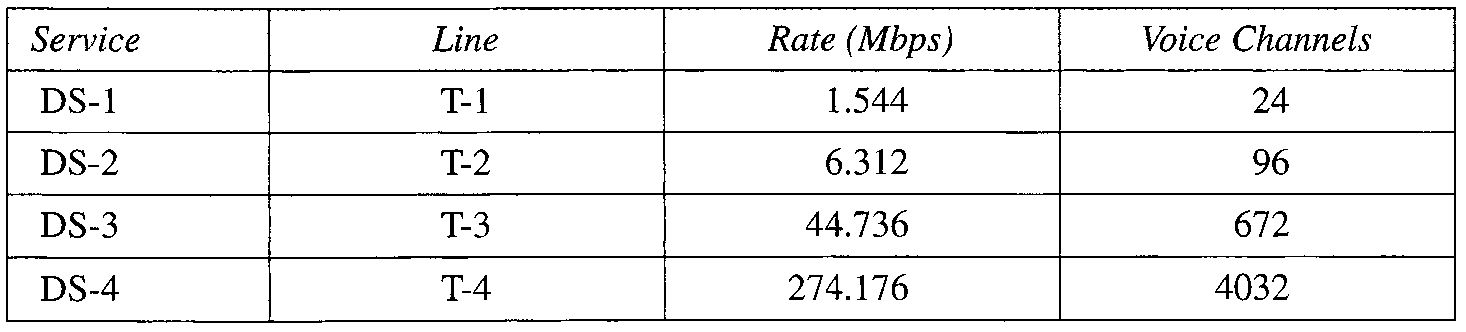 Service Line Rate (Mbps) Voice Channels
DS-1 T-1 1.544 24
DS-2 T-2 6.312 96
DS-3 T-3 44.736 672
DS-4 T-4 274.176 4032